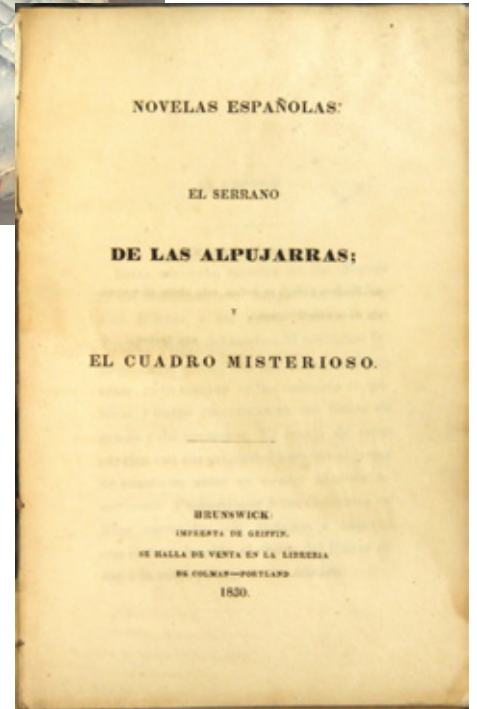 NOVELAS ESPAÑOLAS:
EL SERRANO
DE LAS ALPUJARRAS;
Y
EL CUADRO MISTERIOSO.
BRUNSWICK:
IMPRENTA DE GRIFFIN.
SE HALLA DE VENTA EN LA LIBRERIA
DE COLMAN—PORTLAND
1830.